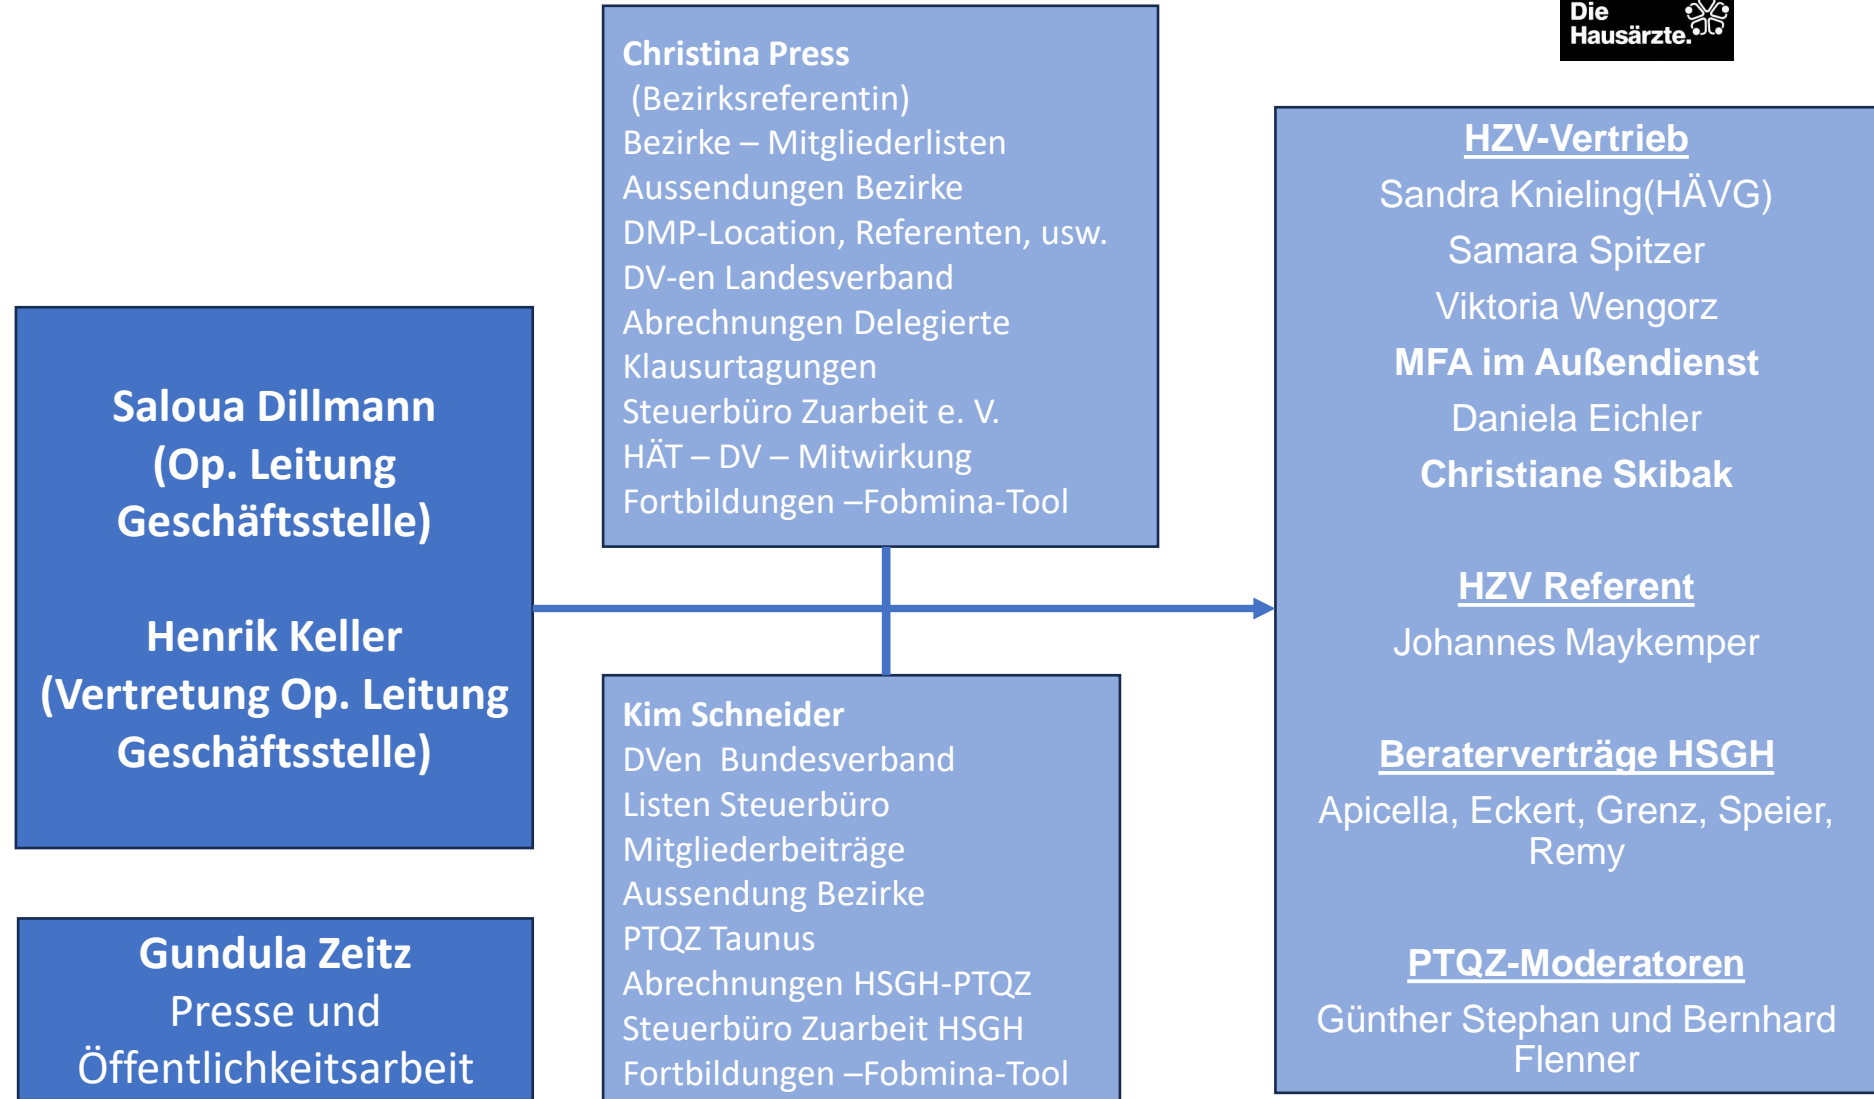 Die
Hausärzte.
Saloua Dillmann
(Op. Leitung
Geschäftsstelle)
Henrik Keller
(Vertretung Op. Leitung
Geschäftsstelle)
Gundula Zeitz
Presse und
Öffentlichkeitsarbeit
Christina Press
(Bezirksreferentin)
Bezirke – Mitgliederlisten
Aussendungen Bezirke
DMP-Location, Referenten, usw.
DV-en Landesverband
Abrechnungen Delegierte
Klausurtagungen
Steuerbüro Zuarbeit e. V.
HÄT – DV – Mitwirkung
Fortbildungen –Fobmina-Tool
Kim Schneider
DVen Bundesverband
Listen Steuerbüro
Mitgliederbeiträge
Aussendung Bezirke
PTQZ Taunus
Abrechnungen HSGH-PTQZ
Steuerbüro Zuarbeit HSGH
Fortbildungen –Fobmina-Tool
HZV-Vertrieb
Sandra Knieling(HÄVG)
Samara Spitzer
Viktoria Wengorz
MFA im Außendienst
Daniela Eichler
Christiane Skibak
HZV Referent
Johannes Maykemper
Beraterverträge HSGH
Apicella, Eckert, Grenz, Speier,
Remy
PTQZ-Moderatoren
Günther Stephan und Bernhard
Flenner